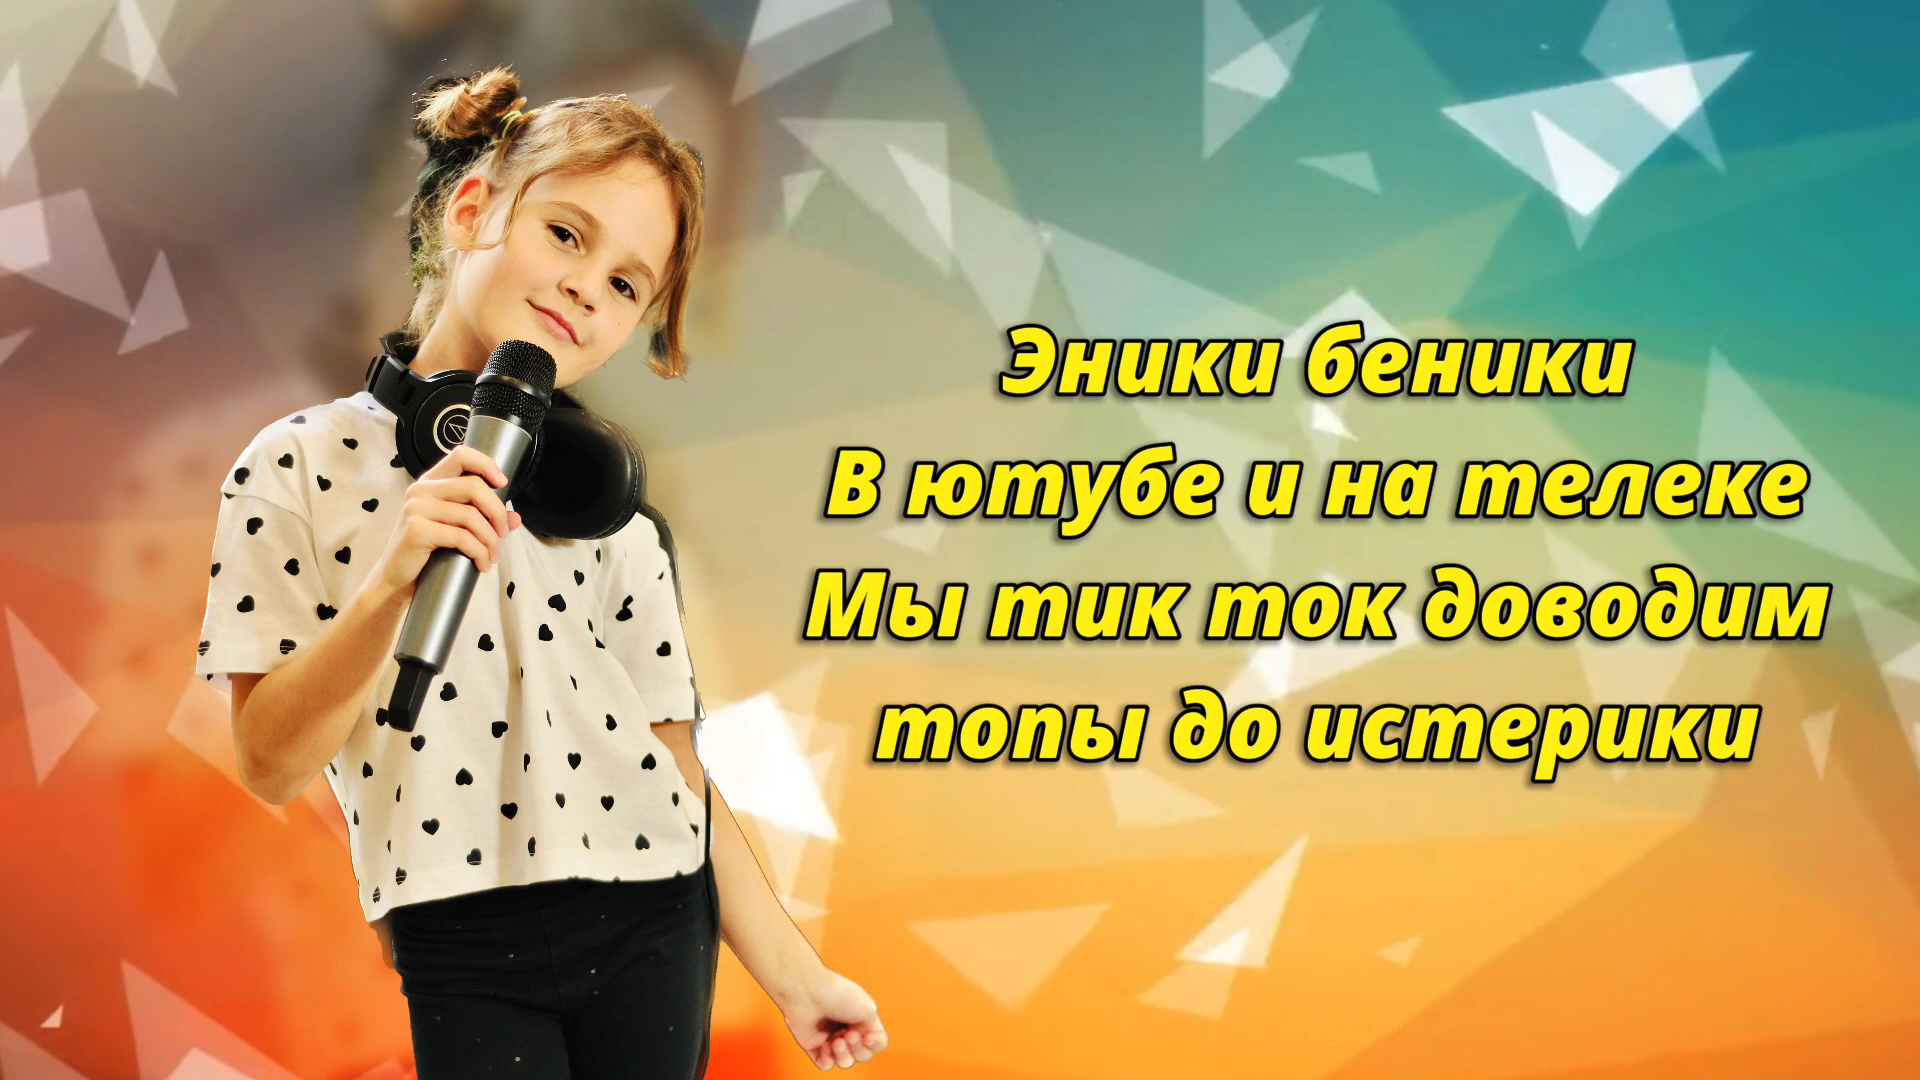 Эники беники
В ютубе и на телеке
Мы тик ток доводим
топы до истерики